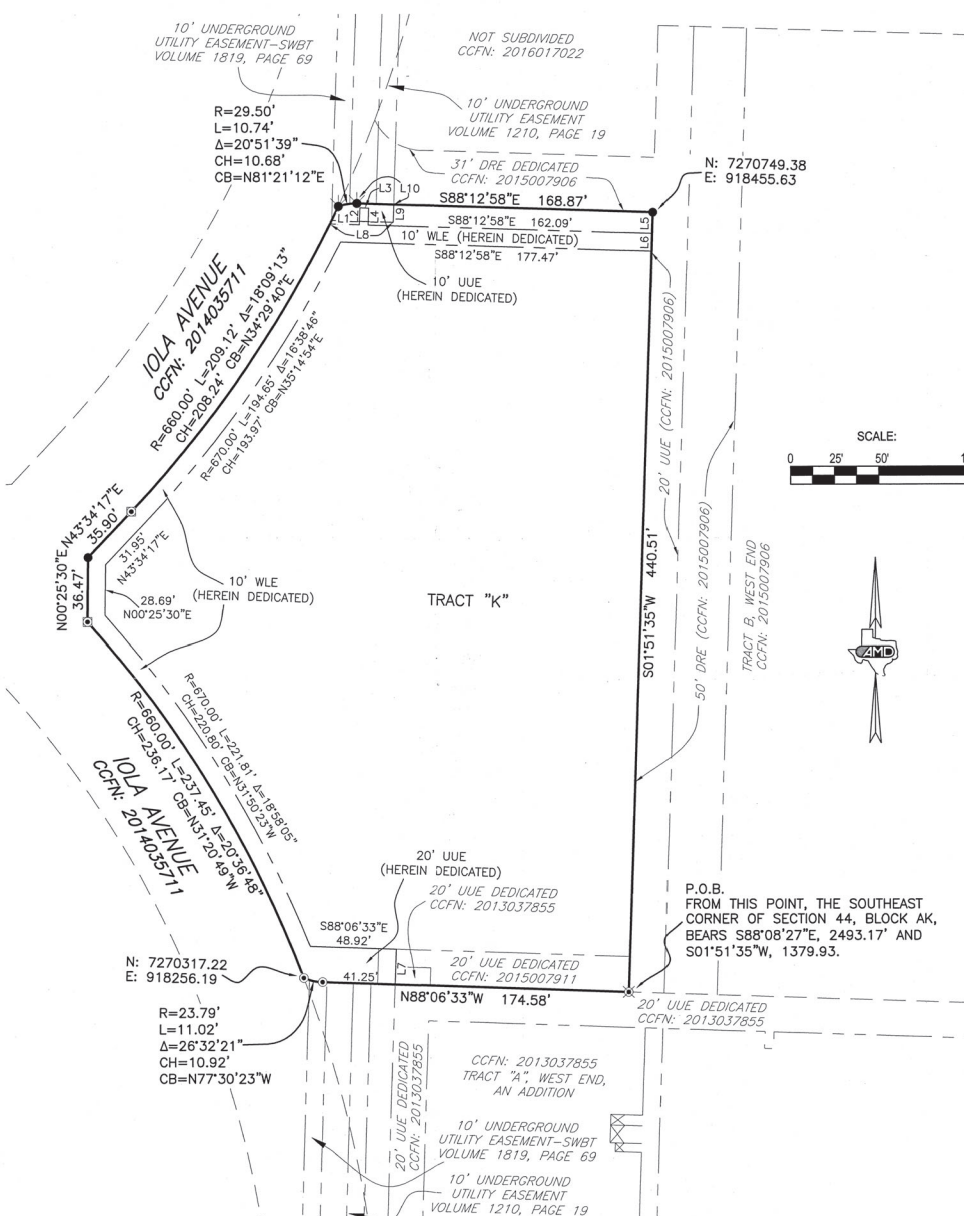 10' UNDERGROUND
UTILITY EASEMENT-SWBT
VOLUME 1819, PAGE 69
NOT SUBDIVIDED
CCFN: 2016017022
R=29.50'
L=10.74'
Δ=20°51'39"
CH=10.68'
CB=N81°21'12"E
10' UNDERGROUND
UTILITY EASEMENT
VOLUME 1210, PAGE 19
31' DRE DEDICATED
CCFN: 2015007906
N: 7270749.38
E: 918455.63
L3
L10
S88°12'58"E 168.87'
L1
L2
L4
L9
L5
S88°12'58"E 162.09'
L8
10' WLE (HEREIN DEDICATED)
L6
S88°12'58"E 177.47'
10' UUE
(HEREIN DEDICATED)
IOLA AVENUE
CCFN: 2014035711
R=660.00' L=209.12' Δ=18°09'13"
CH=208.24' CB=N34°29'40"E
R=670.00' L=194.65' Δ=16°38'46"
CH=193.97' CB=N35°14'54"E
SCALE:
0 25' 50' 1
20' UUE (CCFN: 2015007906)
N43°34'17"E
35.90'
31.95'
N43°34'17"E
N00°25'30"E
36.47'
28.69'
N00°25'30"E
10' WLE
(HEREIN DEDICATED)
TRACT "K"
S01°51'35"W 440.51'
50' DRE (CCFN: 2015007906)
TRACT B, WEST END
CCFN: 2015007906
AMD
R=670.00' L=221.81' Δ=18°58'05"
CH=220.80' CB=N31°50'23"W
R=660.00' L=237.45' Δ=20°36'48"
CH=236.17' CB=N31°20'49"W
IOLA AVENUE
CCFN: 2014035711
20' UUE
(HEREIN DEDICATED)
20' UUE DEDICATED
CCFN: 2013037855
P.O.B.
FROM THIS POINT, THE SOUTHEAST
CORNER OF SECTION 44, BLOCK AK,
BEARS S88°08'27"E, 2493.17' AND
S01°51'35"W, 1379.93.
S88°06'33"E
48.92'
N: 7270317.22
E: 918256.19
41.25'
L7
20' UUE DEDICATED
CCFN: 2015007911
N88°06'33"W 174.58'
20' UUE DEDICATED
CCFN: 2013037855
R=23.79'
L=11.02'
Δ=26°32'21"
CH=10.92'
CB=N77°30'23"W
20' UUE DEDICATED
CCFN: 2013037855
CCFN: 2013037855
TRACT "A", WEST END,
AN ADDITION
10' UNDERGROUND
UTILITY EASEMENT-SWBT
VOLUME 1819, PAGE 69
10' UNDERGROUND
UTILITY EASEMENT
VOLUME 1210, PAGE 19